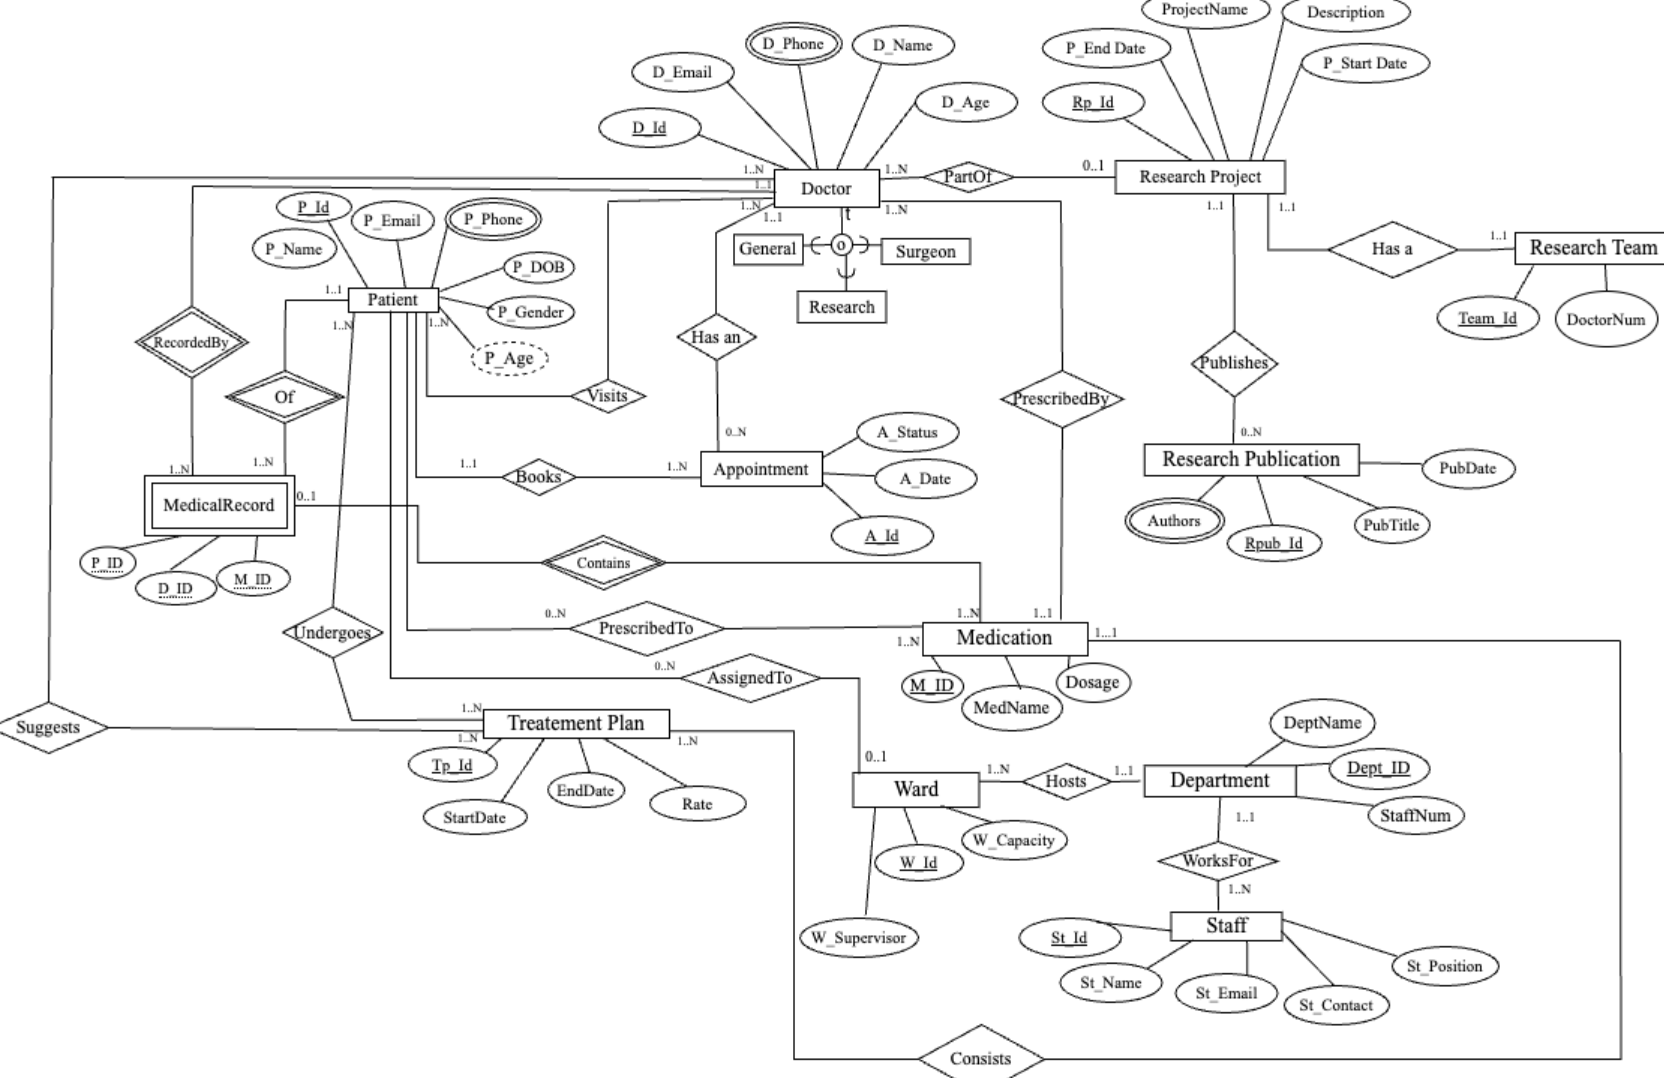 ProjectName
Description
D_Phone
D_Name
P_End Date
P_Start Date
D_Email
D_Age
Rp_Id
D_Id
1..N
1..N
PartOf
0..1
Research Project
Doctor
1..1
1..N
1..1
1..N
t
1..1
1..1
P_Id
P_Email
P_Phone
P_Name
General
o
Surgeon
Has a
1..1
Research Team
P_DOB
1..1
Patient
P_Gender
Research
Team_Id
DoctorNum
1..N
1..N
RecordedBy
Has an
P_Age
Publishes
Of
Visits
PrescribedBy
A_Status
0..N
0..N
1..N
1..N
1..1
Books
1..N
Appointment
A_Date
Research Publication
PubDate
MedicalRecord
0..1
A_Id
Authors
Rpub_Id
PubTitle
P_ID
D_ID
M_ID
Contains
0..N
PrescribedTo
1..N
1..1
Undergoes
1..N
Medication
1...1
0..N
AssignedTo
M_ID
MedName
Dosage
1..N
Suggests
1..N
Treatement Plan
1..N
DeptName
Tp_Id
StartDate
EndDate
Rate
0..1
Ward
1..N
Hosts
1..1
Department
Dept_ID
StaffNum
W_Capacity
W_Id
1..1
WorksFor
1..N
W_Supervisor
Staff
St_Id
St_Name
St_Email
St_Contact
St_Position
Consists